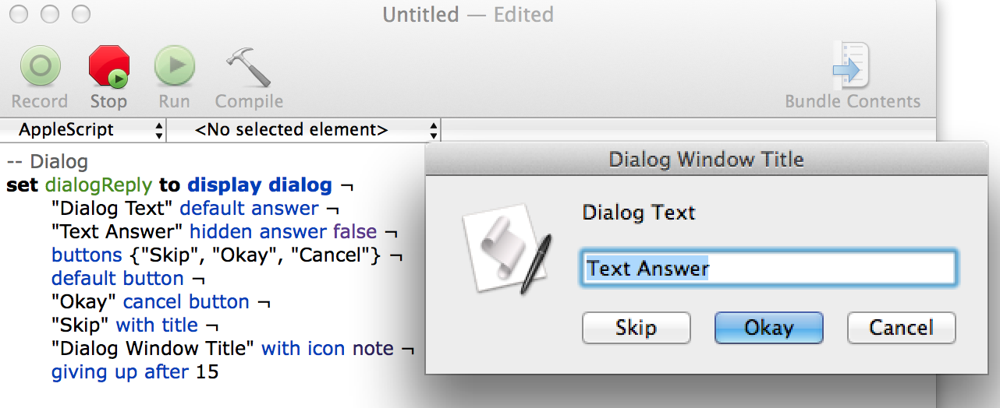 Untitled — Edited
Record Stop Run Compile Bundle Contents
AppleScript <No selected element>
-- Dialog
set dialogReply to display dialog ¬
"Dialog Text" default answer ¬
"Text Answer" hidden answer false ¬
buttons {"Skip", "Okay", "Cancel"} ¬
default button ¬
"Okay" cancel button ¬
"Skip" with title ¬
"Dialog Window Title" with icon note ¬
giving up after 15
Dialog Window Title
Dialog Text
Text Answer
Skip Okay Cancel